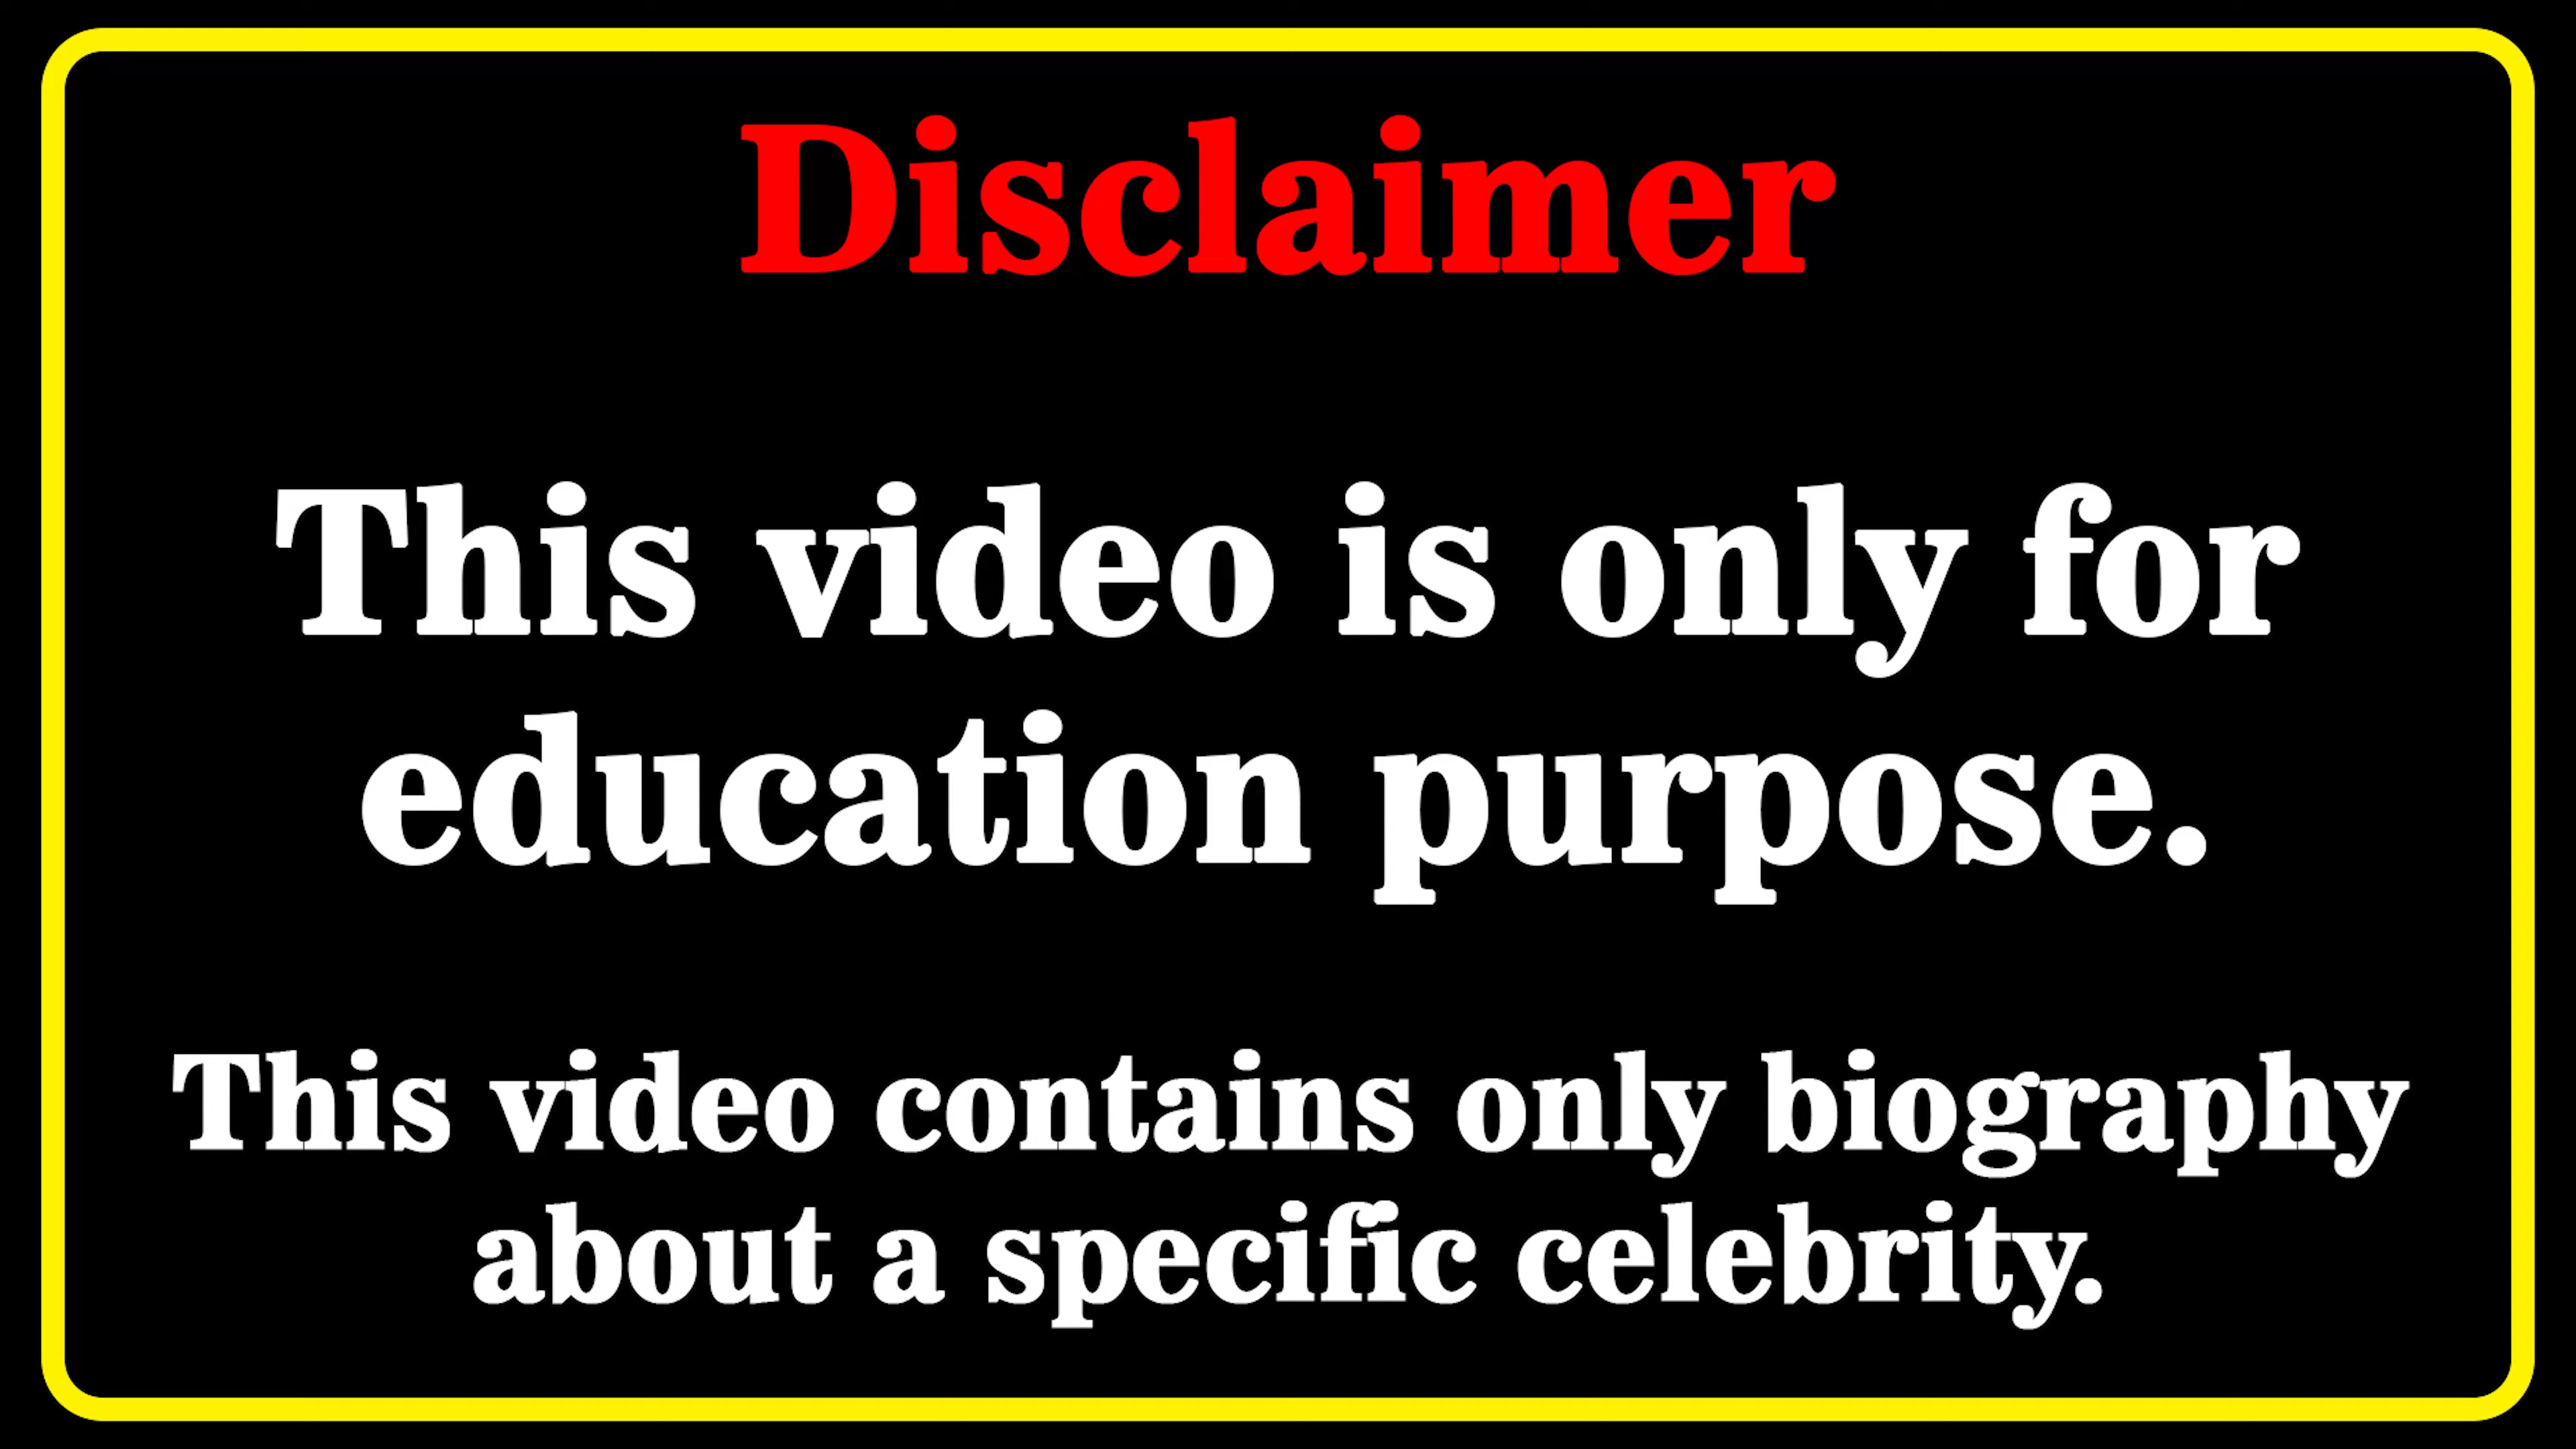 Disclaimer
This video is only for
education purpose.
This video contains only biography
about a specific celebrity.